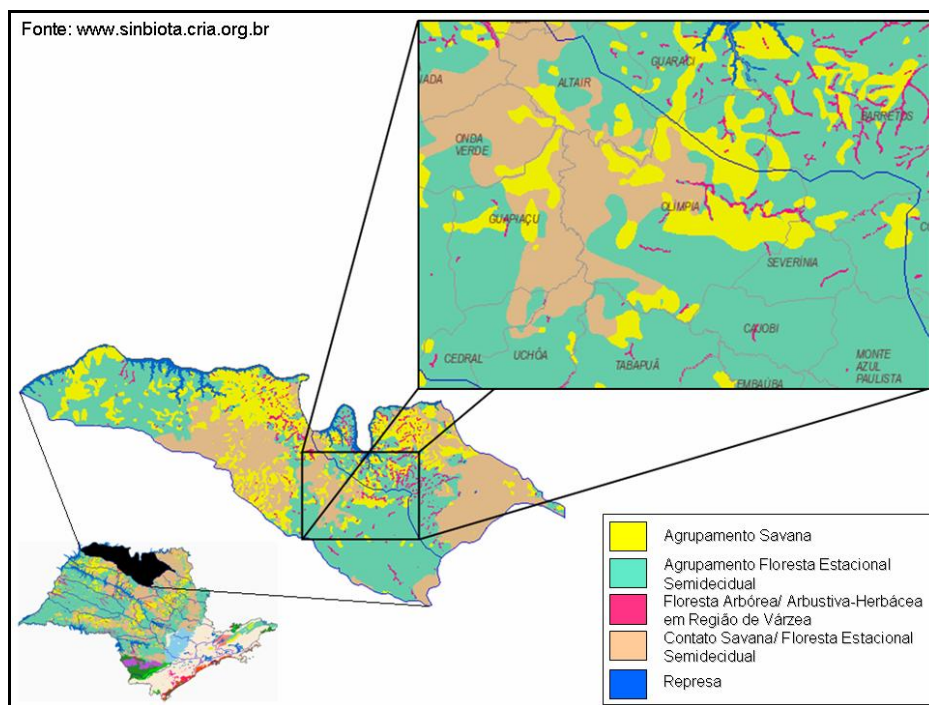 Fonte: www.sinbiota.cria.org.br
GUARACI
IADA
ALTAIR
BARRETOS
ONDA
VERDE
OLÍMPIA
GUAPIAÇU
SEVERÍNIA
CAJOBI
CEDRAL
UCHÔA
TABAPUÃ
MONTE
AZUL
PAULISTA
EMBAÚBA
Agrupamento Savana
Agrupamento Floresta Estacional
Semidecidual
Floresta Arbórea/ Arbustiva-Herbácea
em Região de Várzea
Contato Savana/ Floresta Estacional
Semidecidual
Represa